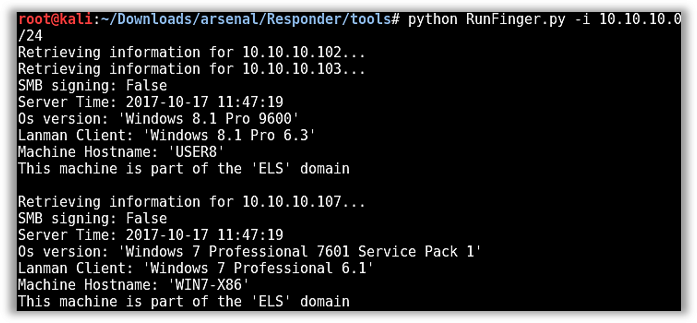 root@kali:~/Downloads/arsenal/Responder/tools# python RunFinger.py -i 10.10.10.0
/24
Retrieving information for 10.10.10.102...
Retrieving information for 10.10.10.103...
SMB signing: False
Server Time: 2017-10-17 11:47:19
Os version: 'Windows 8.1 Pro 9600'
Lanman Client: 'Windows 8.1 Pro 6.3'
Machine Hostname: 'USER8'
This machine is part of the 'ELS' domain
Retrieving information for 10.10.10.107...
SMB signing: False
Server Time: 2017-10-17 11:47:19
Os version: 'Windows 7 Professional 7601 Service Pack 1'
Lanman Client: 'Windows 7 Professional 6.1'
Machine Hostname: 'WIN7-X86'
This machine is part of the 'ELS' domain